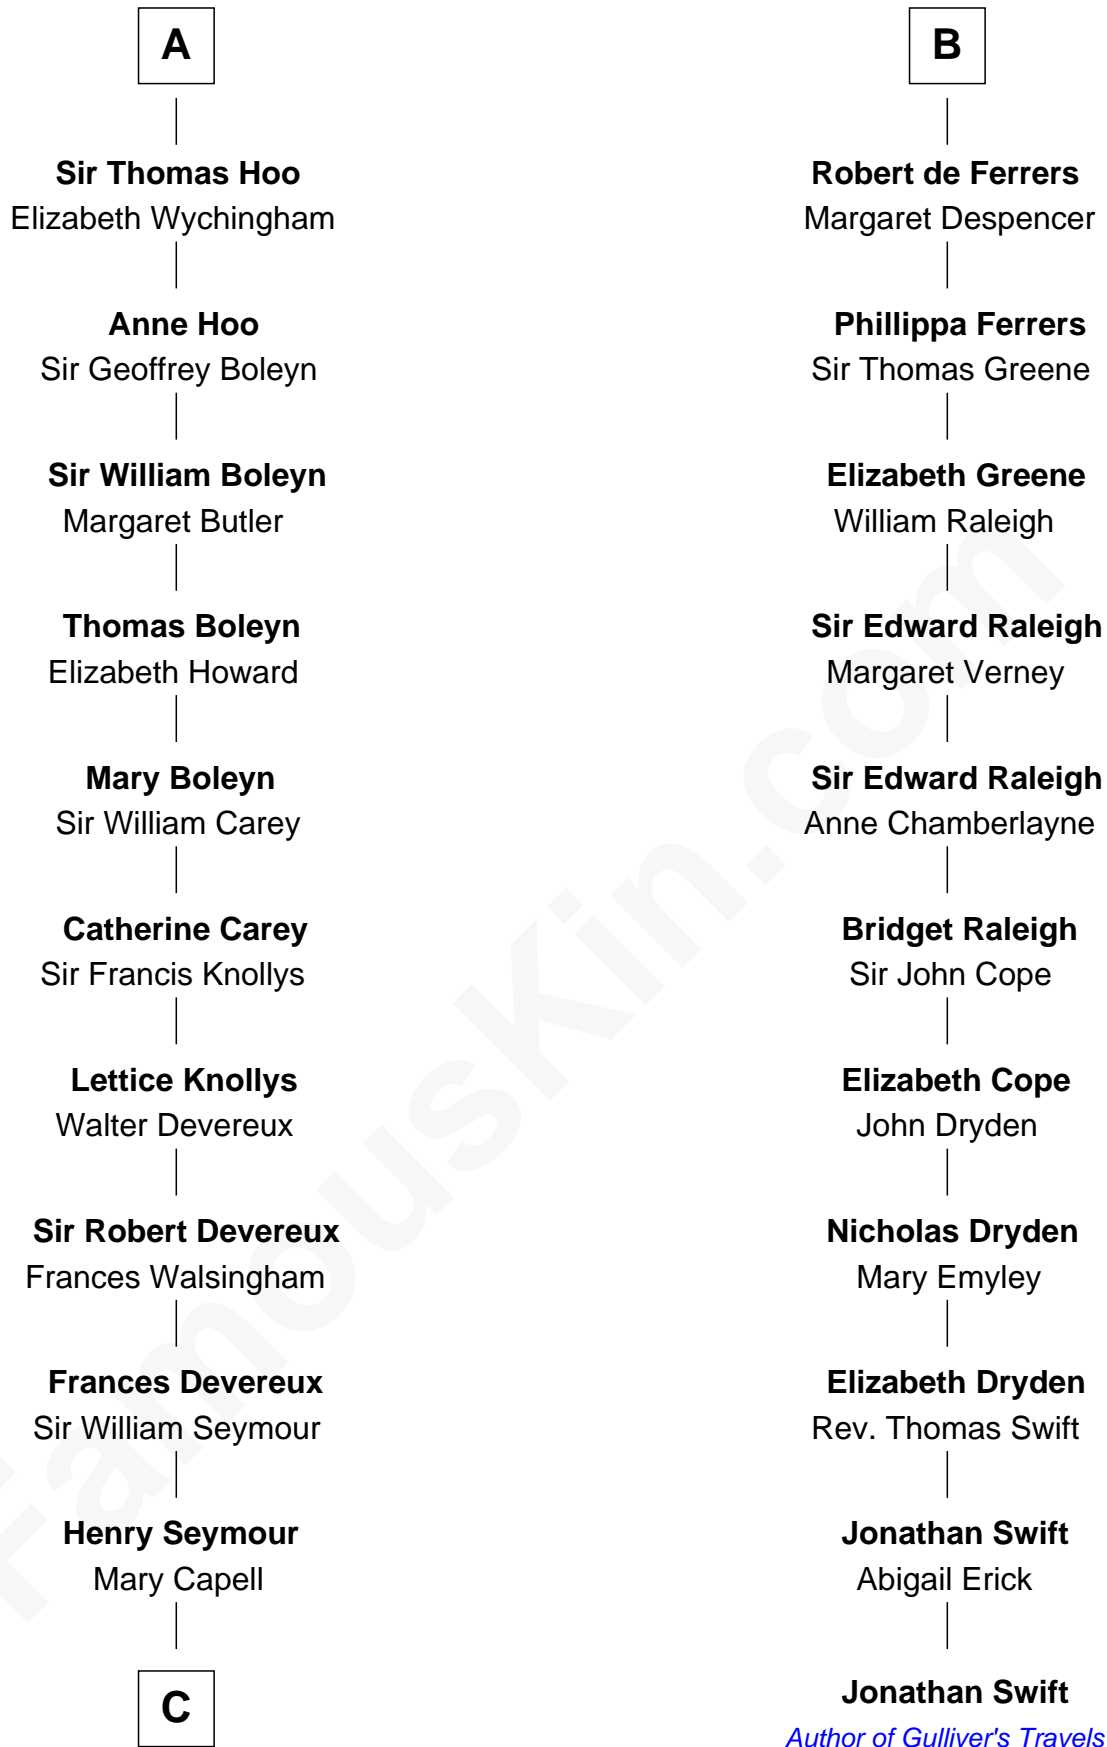 A
Sir Thomas Hoo
Elizabeth Wychingham
Anne Hoo
Sir Geoffrey Boleyn
Sir William Boleyn
Margaret Butler
Thomas Boleyn
Elizabeth Howard
Mary Boleyn
Sir William Carey
Catherine Carey
Sir Francis Knollys
Lettice Knollys
Walter Devereux
Sir Robert Devereux
Frances Walsingham
Frances Devereux
Sir William Seymour
Henry Seymour
Mary Capell
C
B
Robert de Ferrers
Margaret Despencer
Phillippa Ferrers
Sir Thomas Greene
Elizabeth Greene
William Raleigh
Sir Edward Raleigh
Margaret Verney
Sir Edward Raleigh
Anne Chamberlayne
Bridget Raleigh
Sir John Cope
Elizabeth Cope
John Dryden
Nicholas Dryden
Mary Emyley
Elizabeth Dryden
Rev. Thomas Swift
Jonathan Swift
Abigail Erick
Jonathan Swift
Author of Gulliver's Travels
FamousKin.com